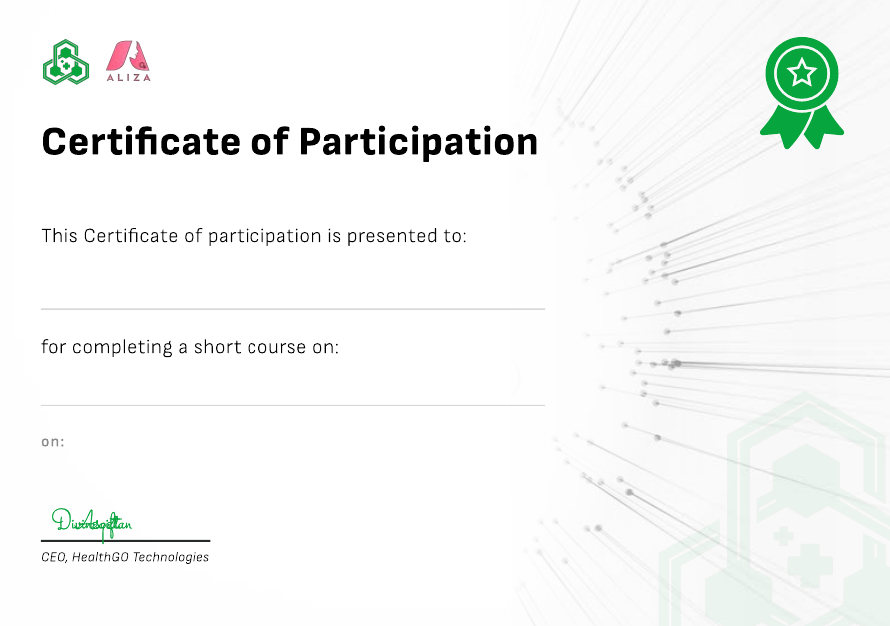 ALIZA
Certificate of Participation
This Certificate of participation is presented to:
for completing a short course on:
on:
CEO, HealthGO Technologies